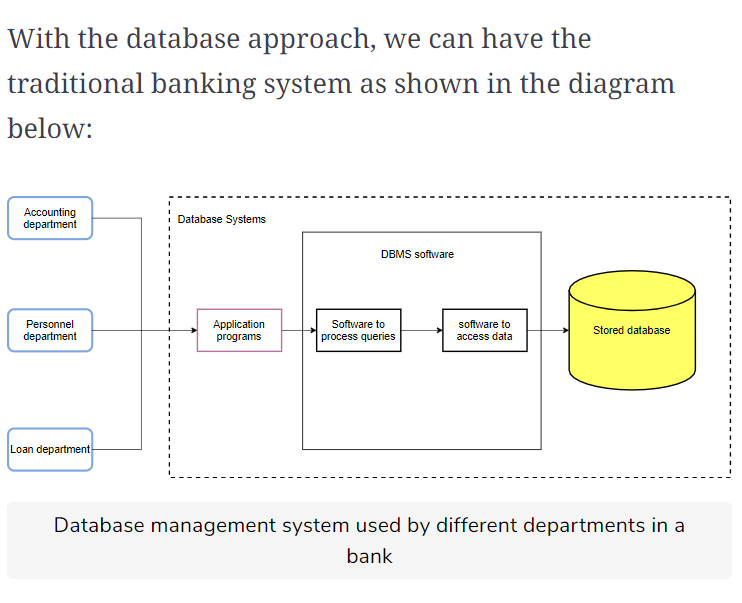 With the database approach, we can have the
traditional banking system as shown in the diagram
below:
Accounting
department
Database Systems
DBMS software
Personnel
department
Application
programs
Software to
process queries
software to
access data
Stored database
Loan department
Database management system used by different departments in a
bank